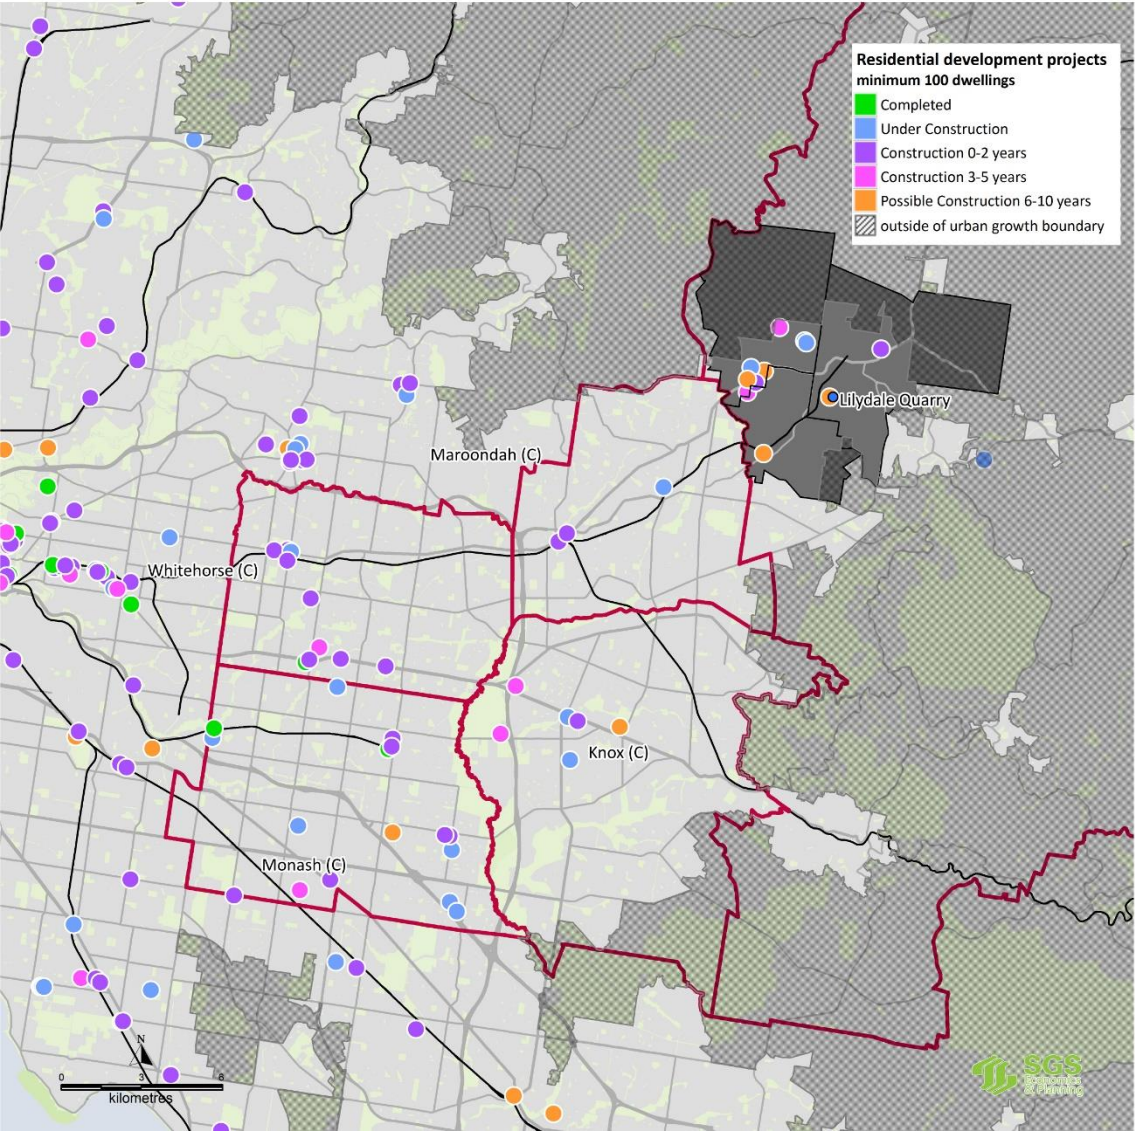 Residential development projects
minimum 100 dwellings
Completed
Under Construction
Construction 0-2 years
Construction 3-5 years
Possible Construction 6-10 years
outside of urban growth boundary
Lilydale Quarry
Maroondah (C)
Whitehorse (C)
Knox (C)
Monash (C)
N
0 3 6
kilometres
SGS
Economics
& Planning